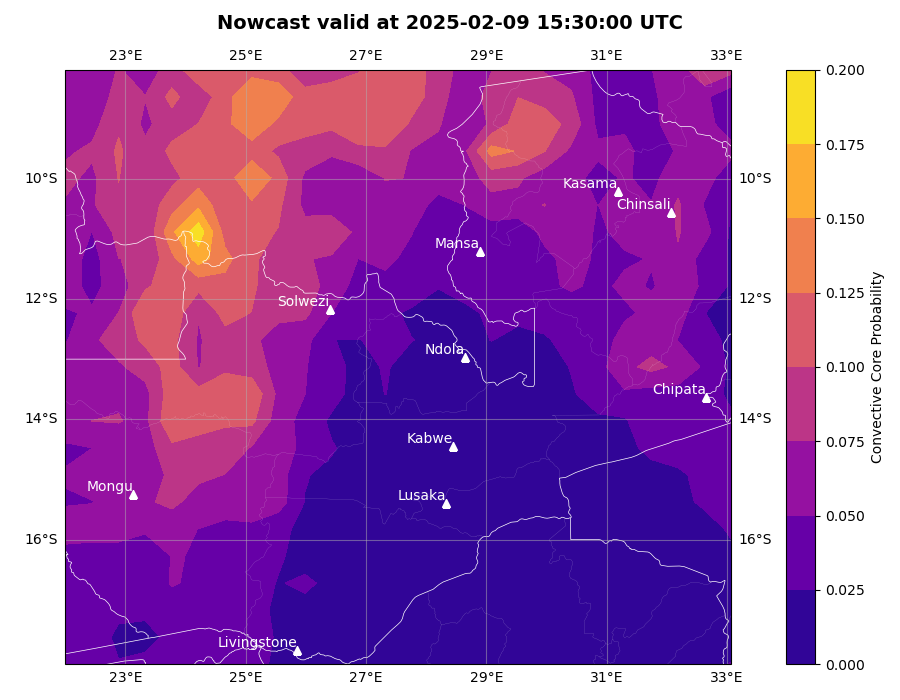 Nowcast valid at 2025-02-09 15:30:00 UTC
23°E 25°E 27°E 29°E 31°E 33°E
0.200
0.175
10°S Kasama 10°S
Chinsali
0.150
Mansa
12°S Solwezi 12°S 0.125
Ndola
0.100
Chipata
14°S 14°S
Kabwe 0.075
Mongu
Lusaka
0.050
16°S 16°S
0.025
Livingstone
0.000
23°E 25°E 27°E 29°E 31°E 33°E
Convective Core Probability